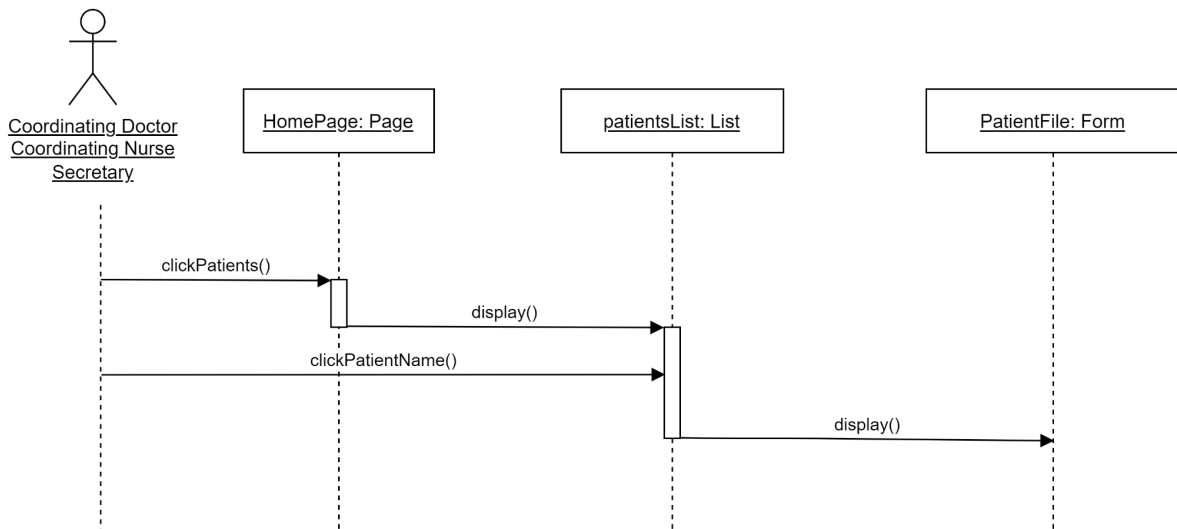 Coordinating Doctor
Coordinating Nurse
Secretary
HomePage: Page
patientsList: List
PatientFile: Form
clickPatients()
display()
clickPatientName()
display()